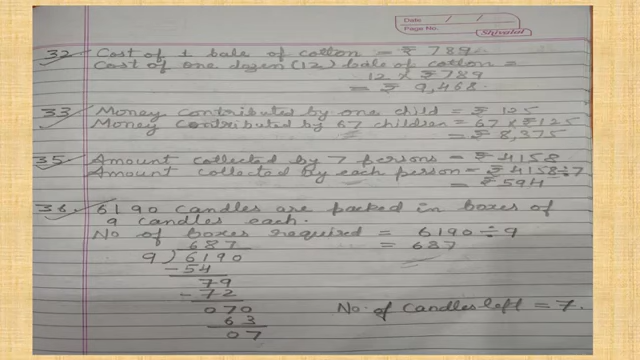 Date / /
Page No.
Shivalal
32 Cost of 1 bale of cotton = ₹ 789
Cost of one dozen (12) bale of cotton =
12 x ₹ 789
= ₹ 9,468.
33 Money contributed by one child = ₹ 125
Money contributed by 67 children = 67 x ₹125
= ₹ 8,375
35 Amount collected by 7 persons = ₹ 4158
Amount collected by each person = ₹ 4158÷7
= ₹ 594
36. 6190 candles are packed in boxes of
9 candles each.
No of boxes required = 6190 ÷ 9
= 687
687
9 ) 6190
-54
79
-72
070
63
07
No. of candles left = 7.